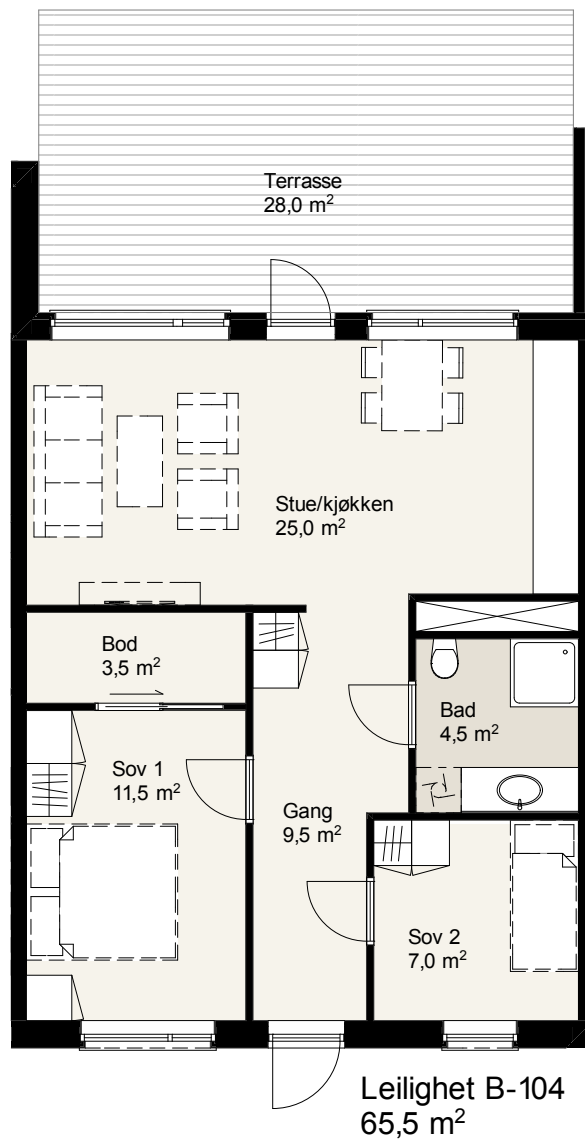 Terrasse
28,0 m²
Stue/kjøkken
25,0 m²
Bod
3,5 m²
Bad
4,5 m²
Sov 1
11,5 m²
Gang
9,5 m²
Sov 2
7,0 m²
Leilighet B-104
65,5 m²